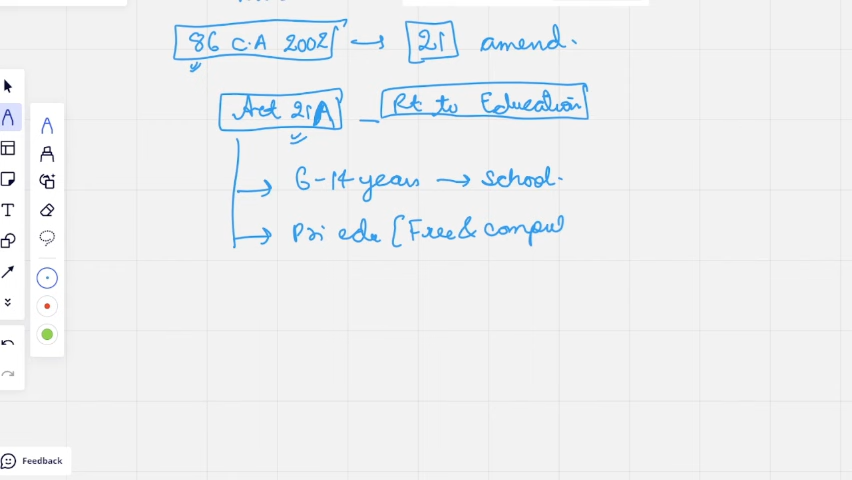 86 C.A 2002 → 21 amend.
Art 21A - Rt to Education
→ 6-14 years → school.
→ Pri edu [Free & compul
T
Feedback